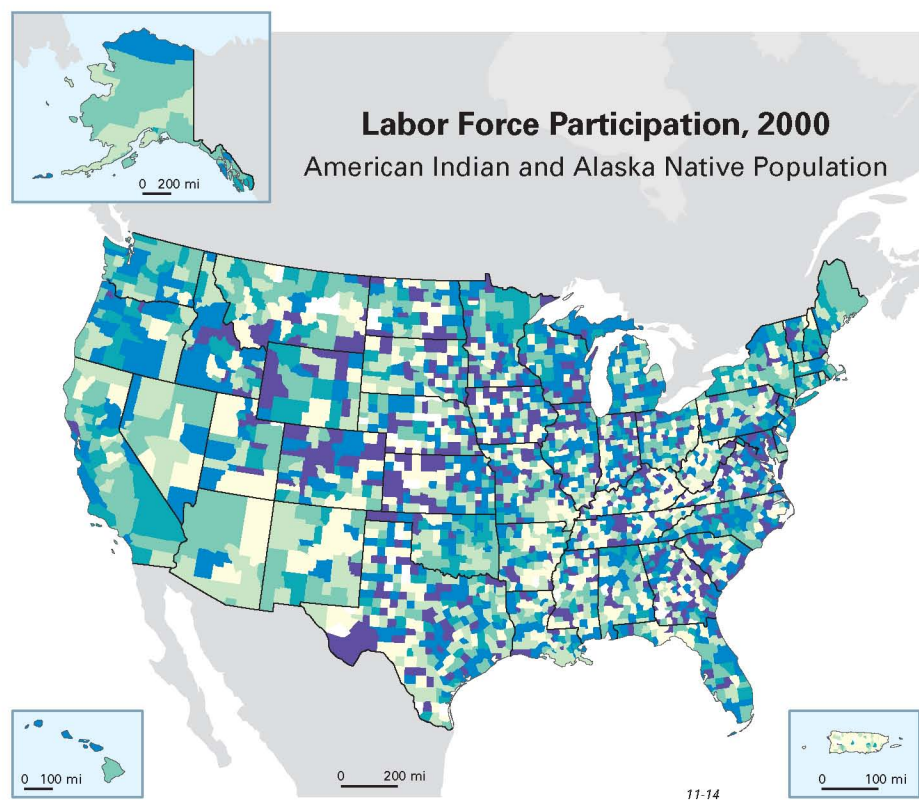 0 200 mi
Labor Force Participation, 2000
American Indian and Alaska Native Population
0 100 mi
0 200 mi
0 100 mi
11-14